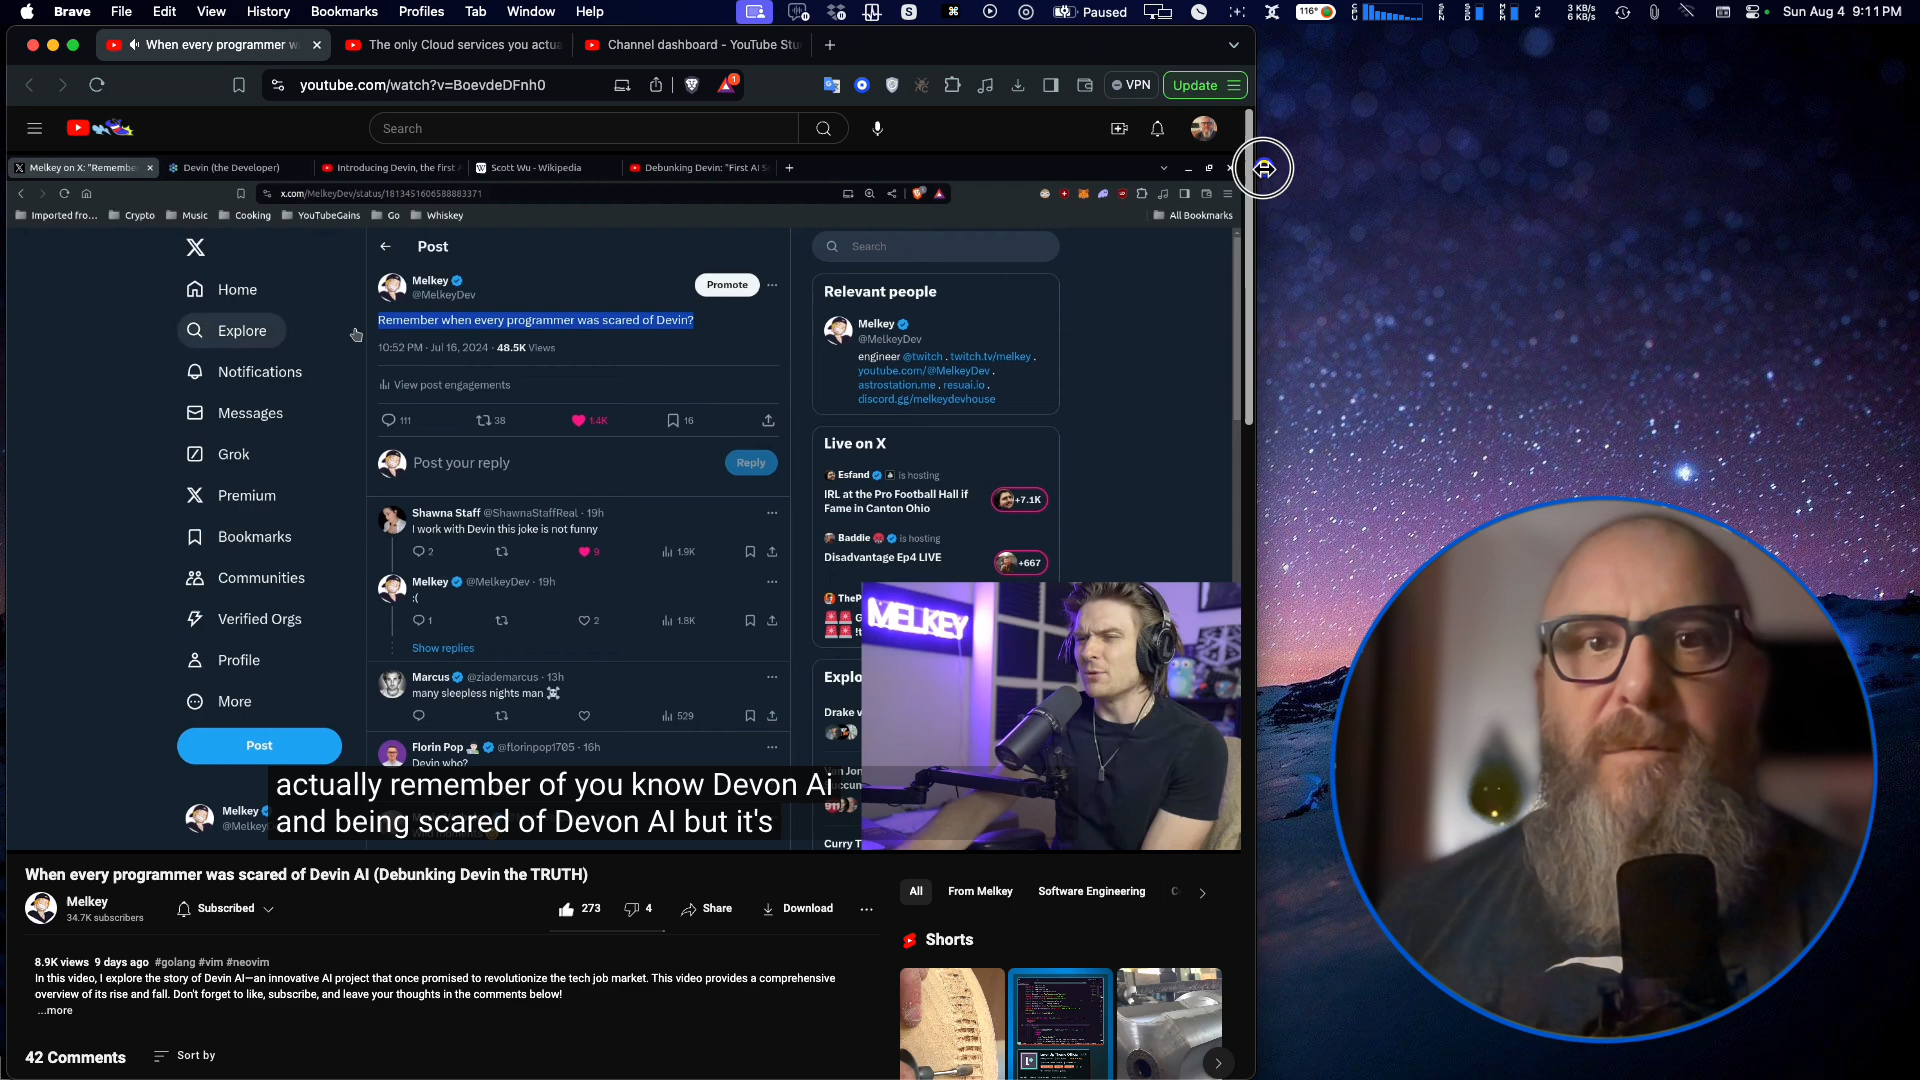 Brave File Edit View History Bookmarks Profiles Tab Window Help
Paused
116°
3 KB/s
6 KB/s
Sun Aug 4 9:11 PM
When every programmer w
The only Cloud services you actua
Channel dashboard - YouTube Stu
youtube.com/watch?v=BoevdeDFnh0
1
VPN
Update
Search
Melkey on X: "Remember
Devin (the Developer)
Introducing Devin, the first A
Scott Wu - Wikipedia
Debunking Devin: "First AI S
x.com/MelkeyDev/status/1813451606588883371
Imported fro...
Crypto
Music
Cooking
YouTubeGains
Go
Whiskey
All Bookmarks
Home
Explore
Notifications
Messages
Grok
Premium
Bookmarks
Communities
Verified Orgs
Profile
More
Post
Melkey
@MelkeyD
Post
Melkey
@MelkeyDev
Promote
Remember when every programmer was scared of Devin?
10:52 PM · Jul 16, 2024 · 48.5K Views
View post engagements
111 38 1.4K 16
Post your reply
Reply
Shawna Staff @ShawnaStaffReal · 19h
I work with Devin this joke is not funny
2 9 1.9K
Melkey @MelkeyDev · 19h
:(
1 2 1.8K
Show replies
Marcus @ziademarcus · 13h
many sleepless nights man
529
Florin Pop @florinpop1705 · 16h
Devin who?
Search
Relevant people
Melkey
@MelkeyDev
engineer @twitch . twitch.tv/melkey .
youtube.com/@MelkeyDev .
astrostation.me . resuai.io .
discord.gg/melkeydevhouse
Live on X
Esfand is hosting
IRL at the Pro Football Hall if
Fame in Canton Ohio
+7.1K
Baddie is hosting
Disadvantage Ep4 LIVE
+667
TheP
Explo
Drake v
Van Jon
Curry T
MELKEY
actually remember of you know Devon Ai
and being scared of Devon AI but it's
When every programmer was scared of Devin AI (Debunking Devin the TRUTH)
Melkey
34.7K subscribers
Subscribed
273
4
Share
Download
8.9K views 9 days ago #golang #vim #neovim
In this video, I explore the story of Devin AI—an innovative AI project that once promised to revolutionize the tech job market. This video provides a comprehensive
overview of its rise and fall. Don't forget to like, subscribe, and leave your thoughts in the comments below!
...more
42 Comments
Sort by
All
From Melkey
Software Engineering
Shorts